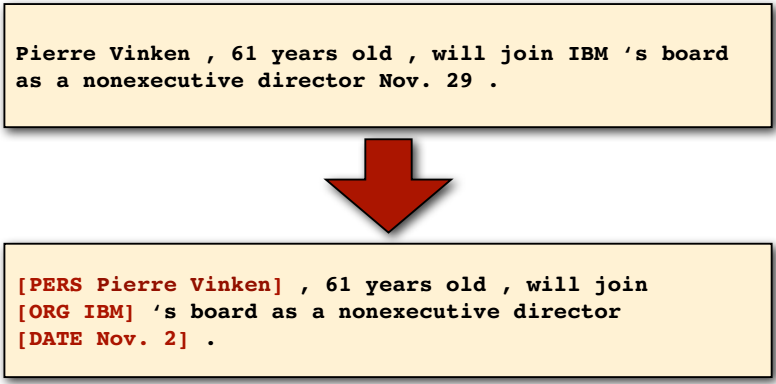 Pierre Vinken , 61 years old , will join IBM ‘s board
as a nonexecutive director Nov. 29 .
[PERS Pierre Vinken] , 61 years old , will join
[ORG IBM] ‘s board as a nonexecutive director
[DATE Nov. 2] .